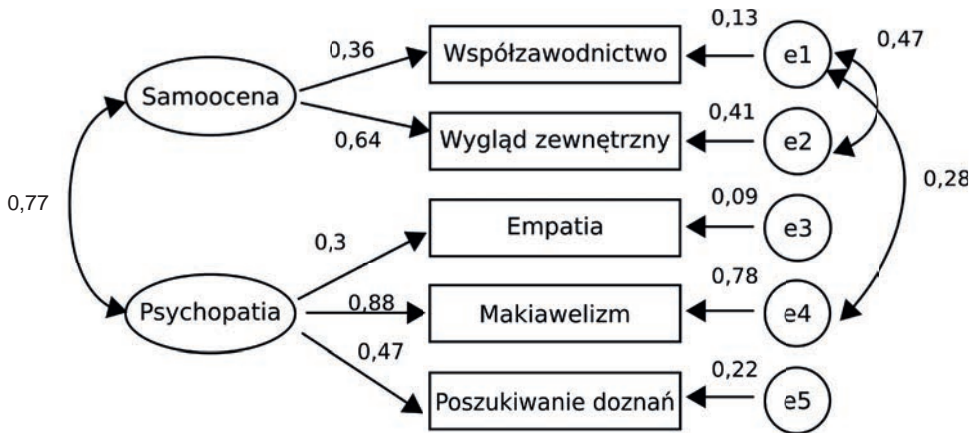 0,13
0,36
Współzawodnictwo
e1
0,47
Samoocena
0,41
0,64
Wygląd zewnętrzny
e2
0,28
0,77
0,09
Empatia
e3
0,3
0,78
Psychopatia
0,88
Makiawelizm
e4
0,47
0,22
Poszukiwanie doznań
e5